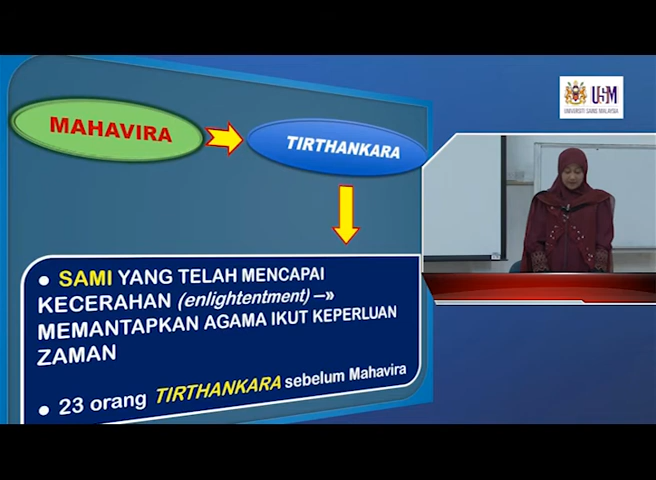 USM
UNIVERSITI SAINS MALAYSIA
MAHAVIRA
TIRTHANKARA
• SAMI YANG TELAH MENCAPAI
KECERAHAN (enlightentment) —»
MEMANTAPKAN AGAMA IKUT KEPERLUAN
ZAMAN
• 23 orang TIRTHANKARA sebelum Mahavira